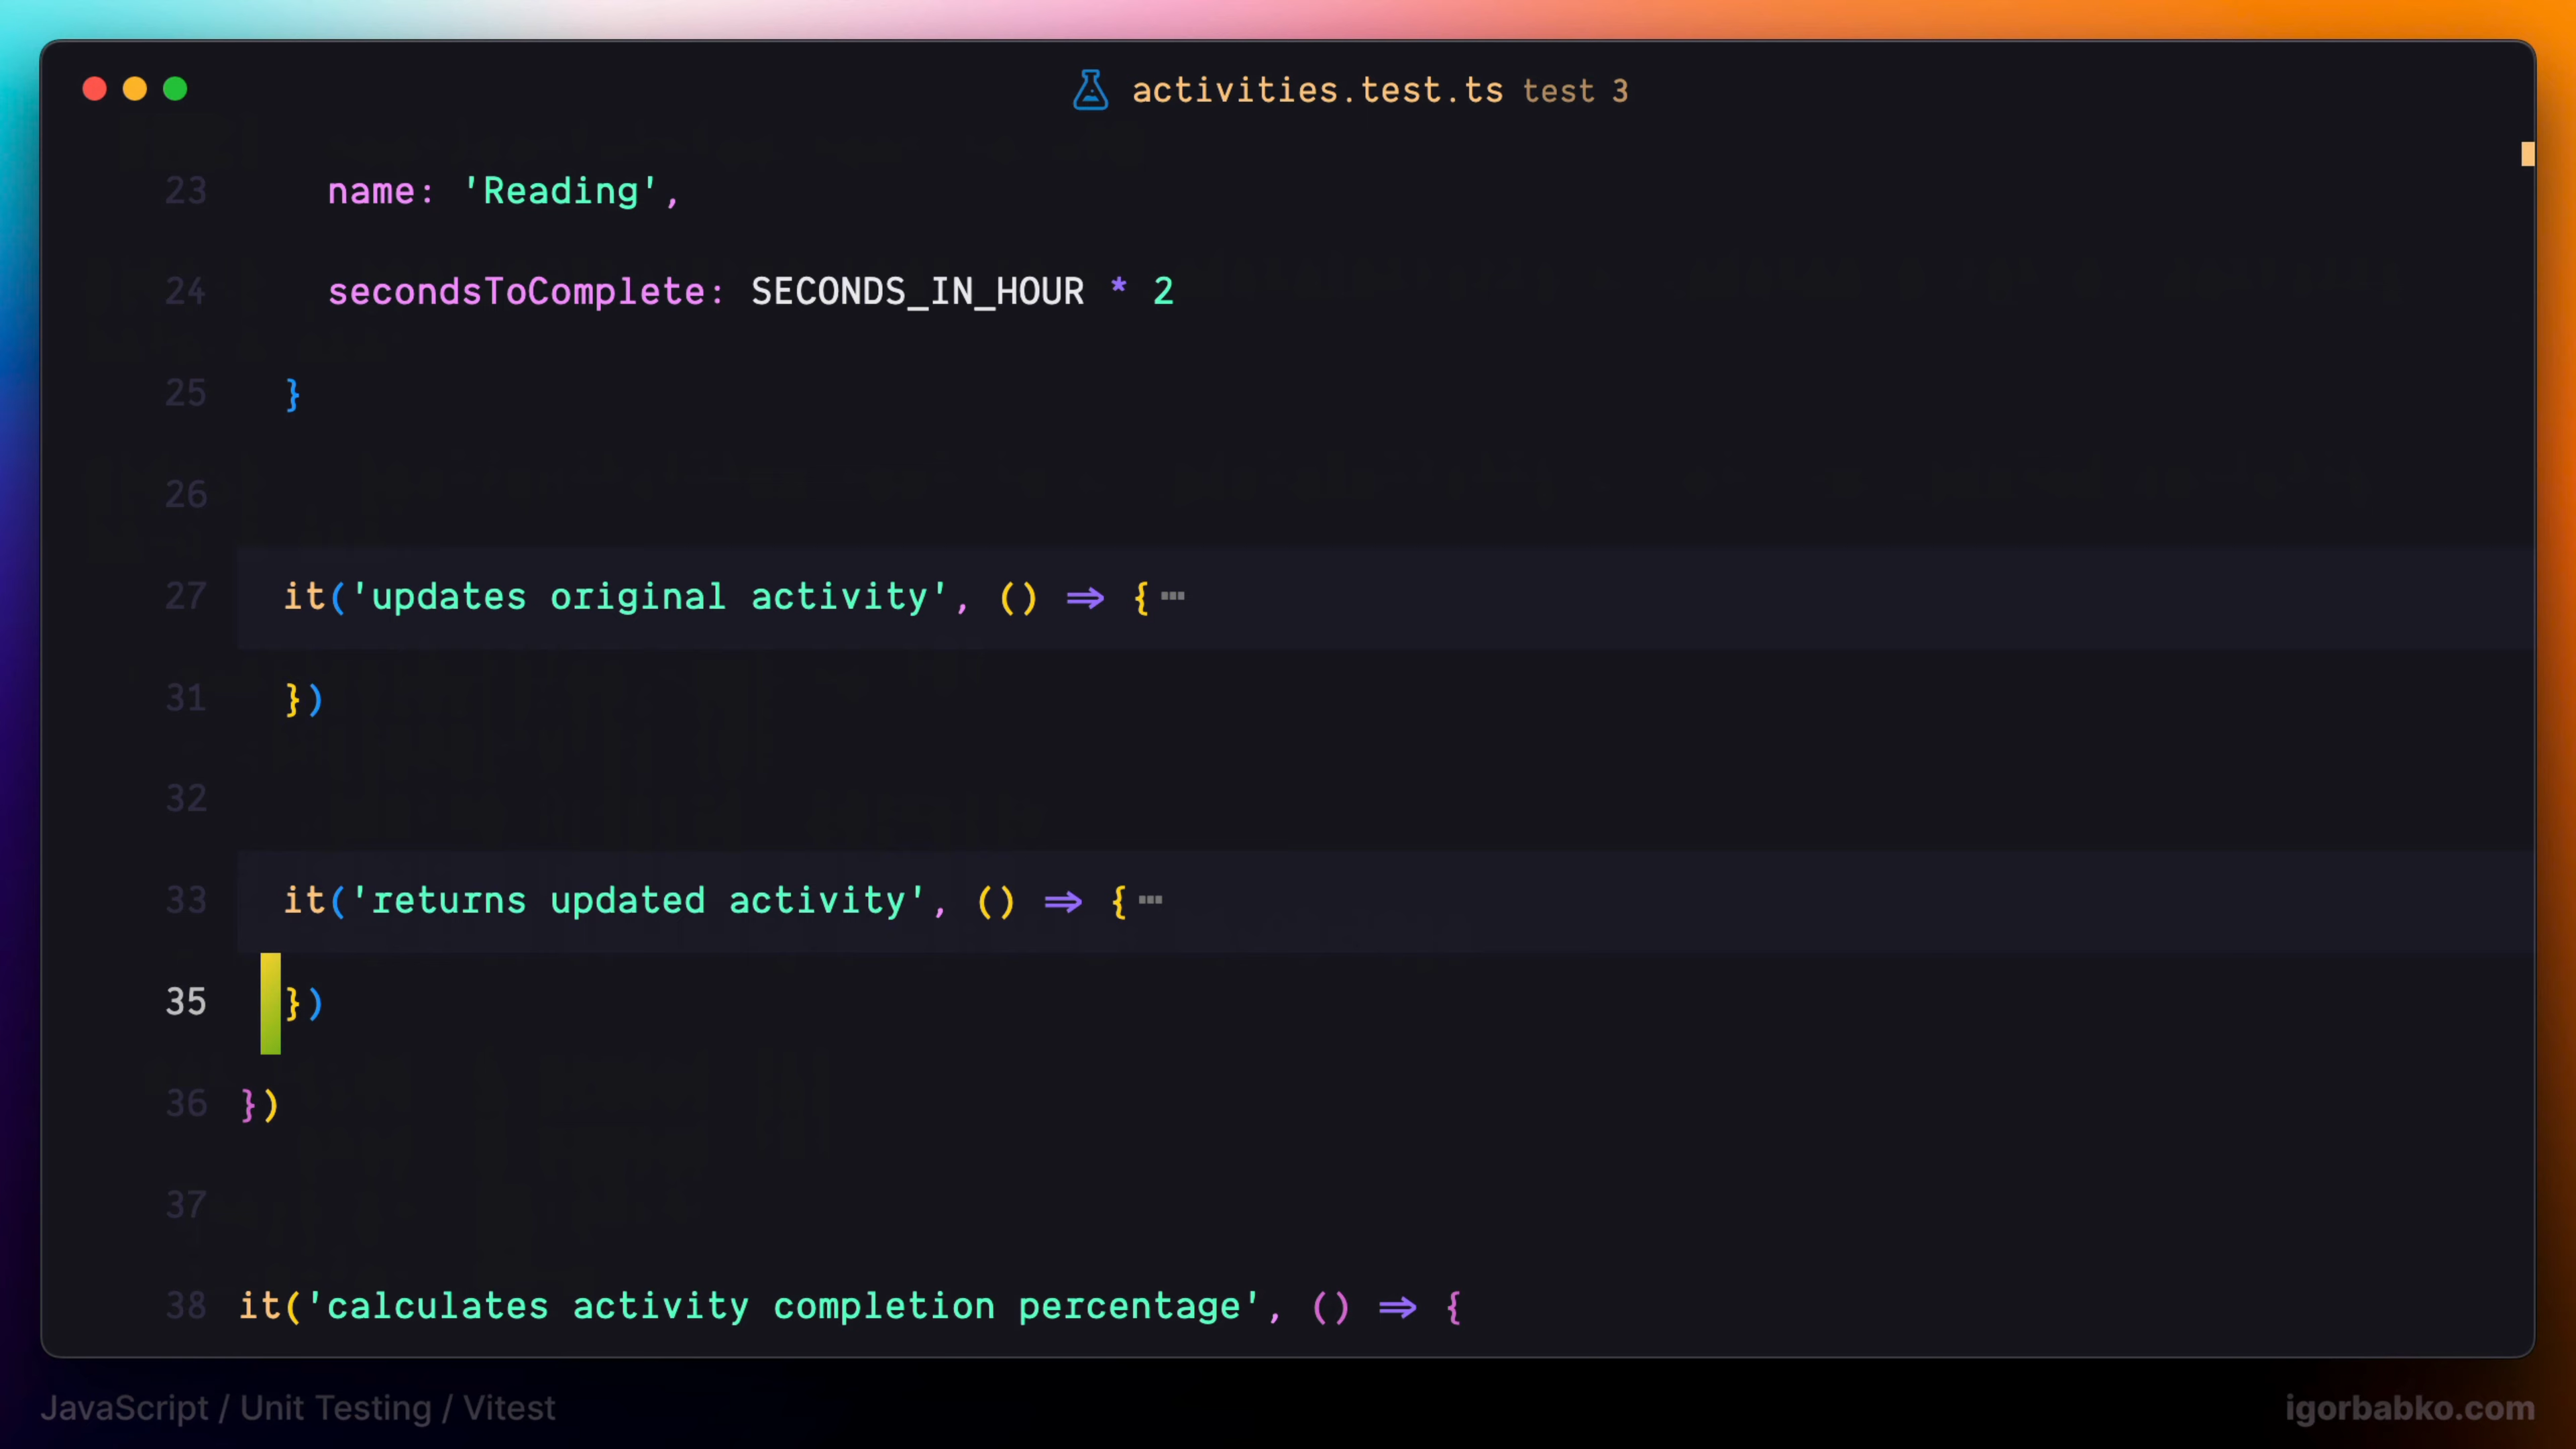 activities.test.ts test 3
23 name: 'Reading',
24 secondsToComplete: SECONDS_IN_HOUR * 2
25 }
26
27 it('updates original activity', () => {…
31 })
32
33 it('returns updated activity', () => {…
35 })
36 })
37
38 it('calculates activity completion percentage', () => {
JavaScript / Unit Testing / Vitest
igorbabko.com